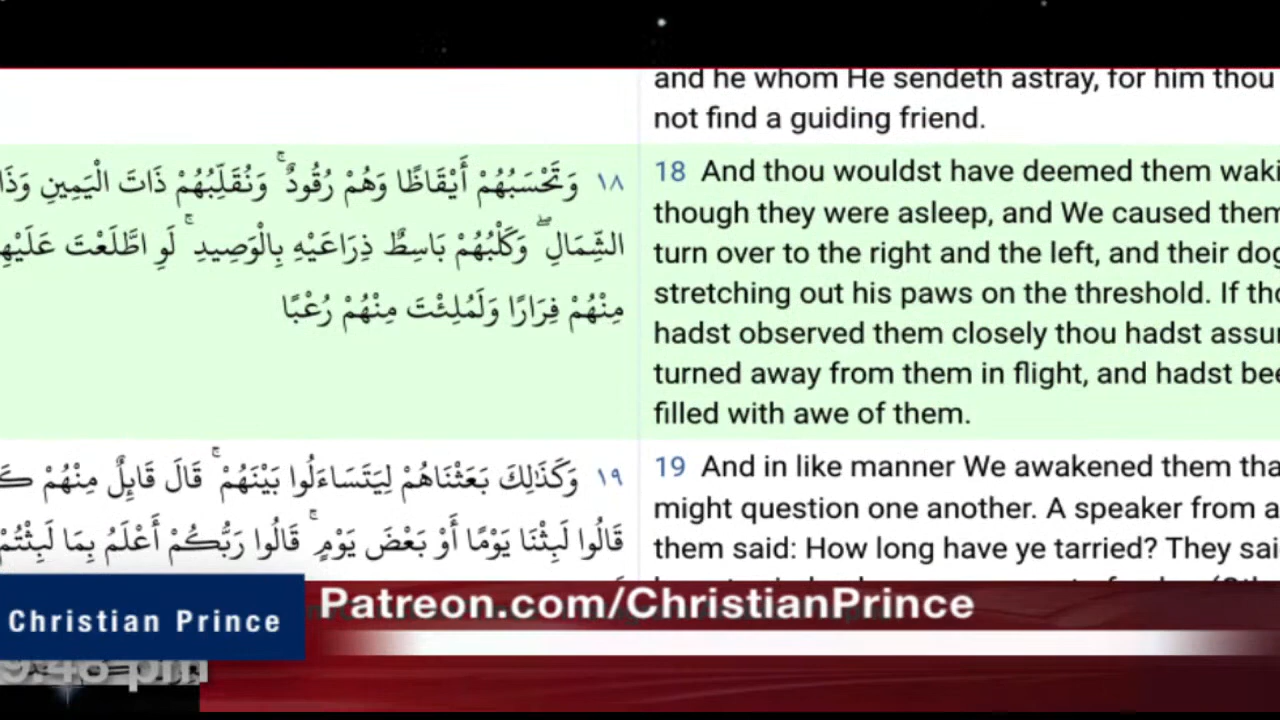 and he whom He sendeth astray, for him thou
not find a guiding friend.
١٨ وَتَحْسَبُهُمْ أَيْقَاظًا وَهُمْ رُقُودٌ ۚ وَنُقَلِّبُهُمْ ذَاتَ الْيَمِينِ وَذَا
الشِّمَالِ ۖ وَكَلْبُهُمْ بَاسِطٌ ذِرَاعَيْهِ بِالْوَصِيدِ ۚ لَوِ اطَّلَعْتَ عَلَيْهِ
مِنْهُمْ فِرَارًا وَلَمُلِئْتَ مِنْهُمْ رُعْبًا
18 And thou wouldst have deemed them waki
though they were asleep, and We caused them
turn over to the right and the left, and their dog
stretching out his paws on the threshold. If tho
hadst observed them closely thou hadst assur
turned away from them in flight, and hadst bee
filled with awe of them.
١٩ وَكَذَٰلِكَ بَعَثْنَاهُمْ لِيَتَسَاءَلُوا بَيْنَهُمْ ۚ قَالَ قَائِلٌ مِنْهُمْ كَ
قَالُوا لَبِثْنَا يَوْمًا أَوْ بَعْضَ يَوْمٍ ۚ قَالُوا رَبُّكُمْ أَعْلَمُ بِمَا لَبِثْتُمْ
19 And in like manner We awakened them tha
might question one another. A speaker from a
them said: How long have ye tarried? They sai
Christian Prince
Patreon.com/ChristianPrince
9:48 pm